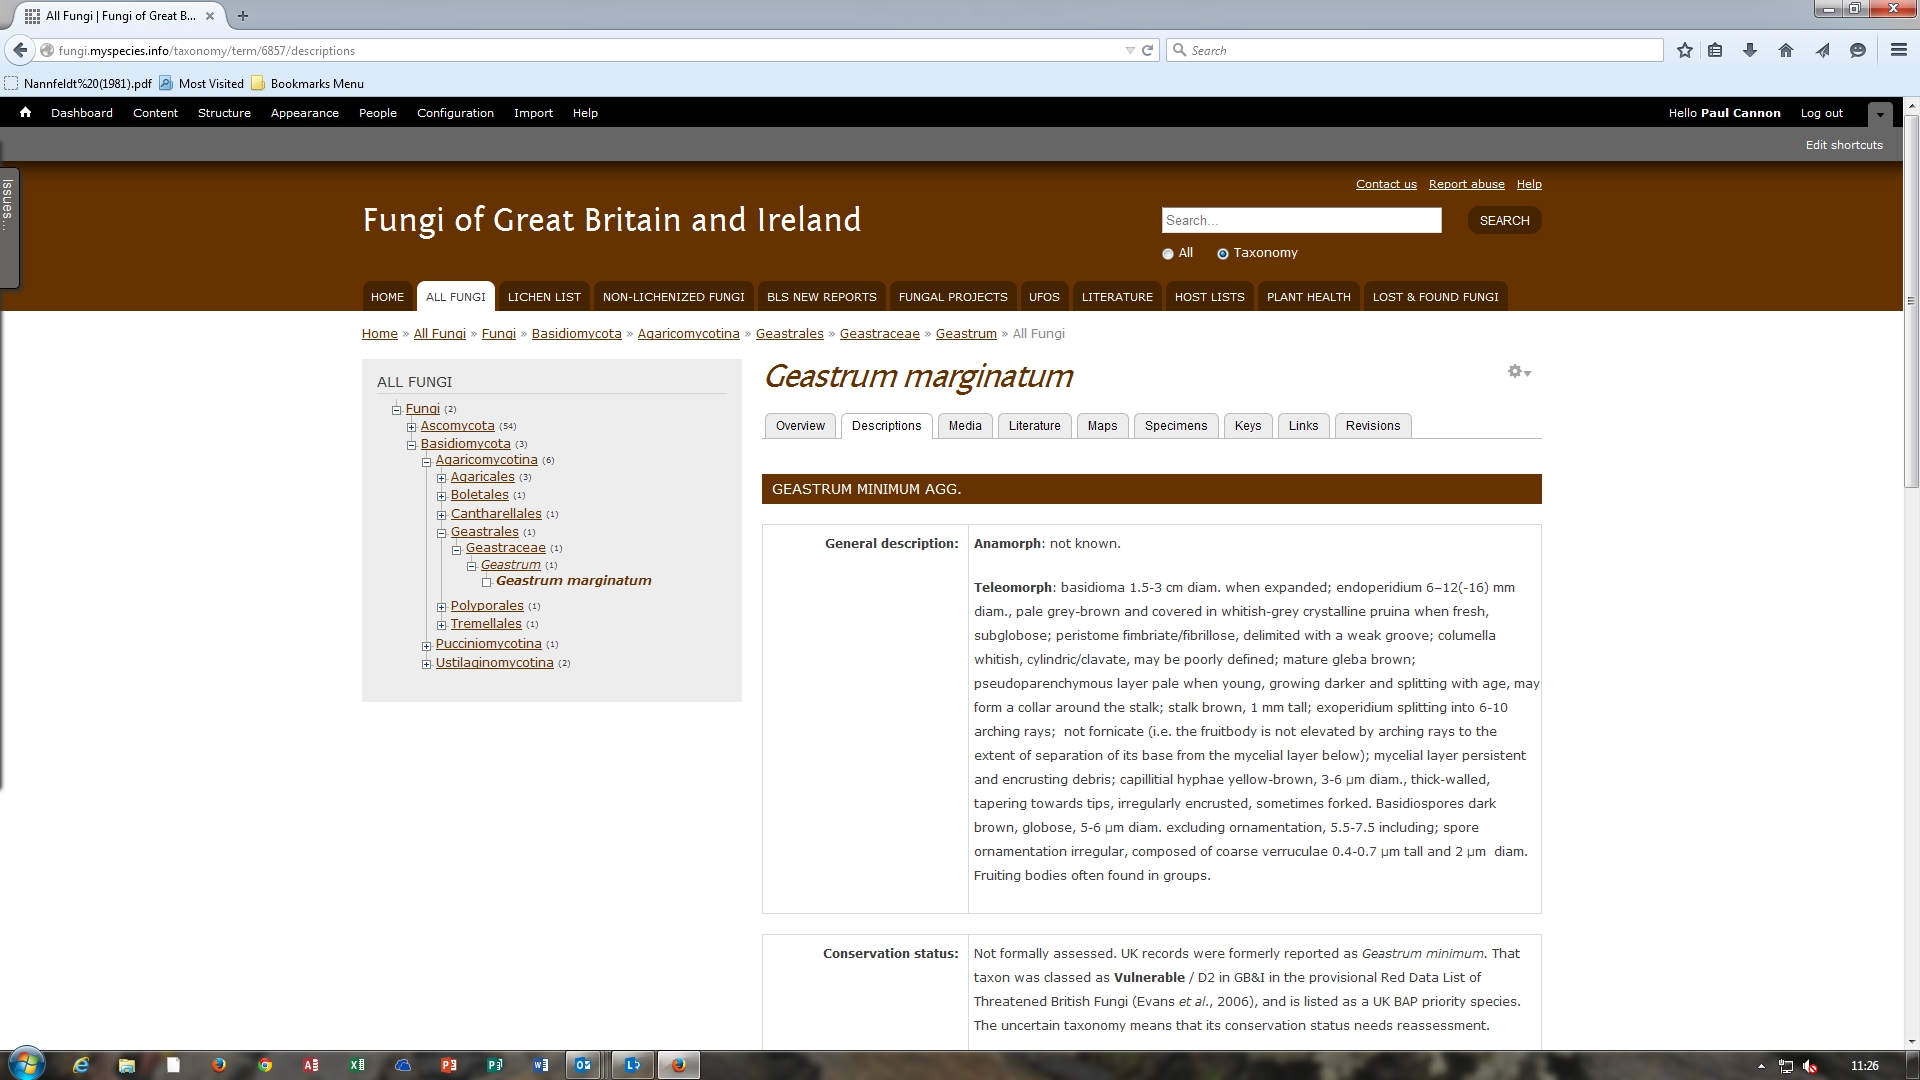 All Fungi | Fungi of Great B...
fungi.myspecies.info/taxonomy/term/6857/descriptions
Search
Nannfeldt%20(1981).pdf Most Visited Bookmarks Menu
Dashboard Content Structure Appearance People Configuration Import Help Hello Paul Cannon Log out
Edit shortcuts
Issues...
Contact us Report abuse Help
Fungi of Great Britain and Ireland
Search... SEARCH
All Taxonomy
HOME ALL FUNGI LICHEN LIST NON-LICHENIZED FUNGI BLS NEW REPORTS FUNGAL PROJECTS UFOS LITERATURE HOST LISTS PLANT HEALTH LOST & FOUND FUNGI
Home » All Fungi » Fungi » Basidiomycota » Agaricomycotina » Geastrales » Geastraceae » Geastrum » All Fungi
ALL FUNGI
Fungi (2)
Ascomycota (54)
Basidiomycota (3)
Agaricomycotina (6)
Agaricales (3)
Boletales (1)
Cantharellales (1)
Geastrales (1)
Geastraceae (1)
Geastrum (1)
Geastrum marginatum
Polyporales (1)
Tremellales (1)
Pucciniomycotina (1)
Ustilaginomycotina (2)
Geastrum marginatum
Overview Descriptions Media Literature Maps Specimens Keys Links Revisions
GEASTRUM MINIMUM AGG.
General description: Anamorph: not known.
Teleomorph: basidioma 1.5-3 cm diam. when expanded; endoperidium 6–12(-16) mm
diam., pale grey-brown and covered in whitish-grey crystalline pruina when fresh,
subglobose; peristome fimbriate/fibrillose, delimited with a weak groove; columella
whitish, cylindric/clavate, may be poorly defined; mature gleba brown;
pseudoparenchymous layer pale when young, growing darker and splitting with age, may
form a collar around the stalk; stalk brown, 1 mm tall; exoperidium splitting into 6-10
arching rays; not fornicate (i.e. the fruitbody is not elevated by arching rays to the
extent of separation of its base from the mycelial layer below); mycelial layer persistent
and encrusting debris; capillitial hyphae yellow-brown, 3-6 µm diam., thick-walled,
tapering towards tips, irregularly encrusted, sometimes forked. Basidiospores dark
brown, globose, 5-6 µm diam. excluding ornamentation, 5.5-7.5 including; spore
ornamentation irregular, composed of coarse verruculae 0.4-0.7 µm tall and 2 µm diam.
Fruiting bodies often found in groups.
Conservation status: Not formally assessed. UK records were formerly reported as Geastrum minimum. That
taxon was classed as Vulnerable / D2 in GB&I in the provisional Red Data List of
Threatened British Fungi (Evans et al., 2006), and is listed as a UK BAP priority species.
The uncertain taxonomy means that its conservation status needs reassessment.
11:26